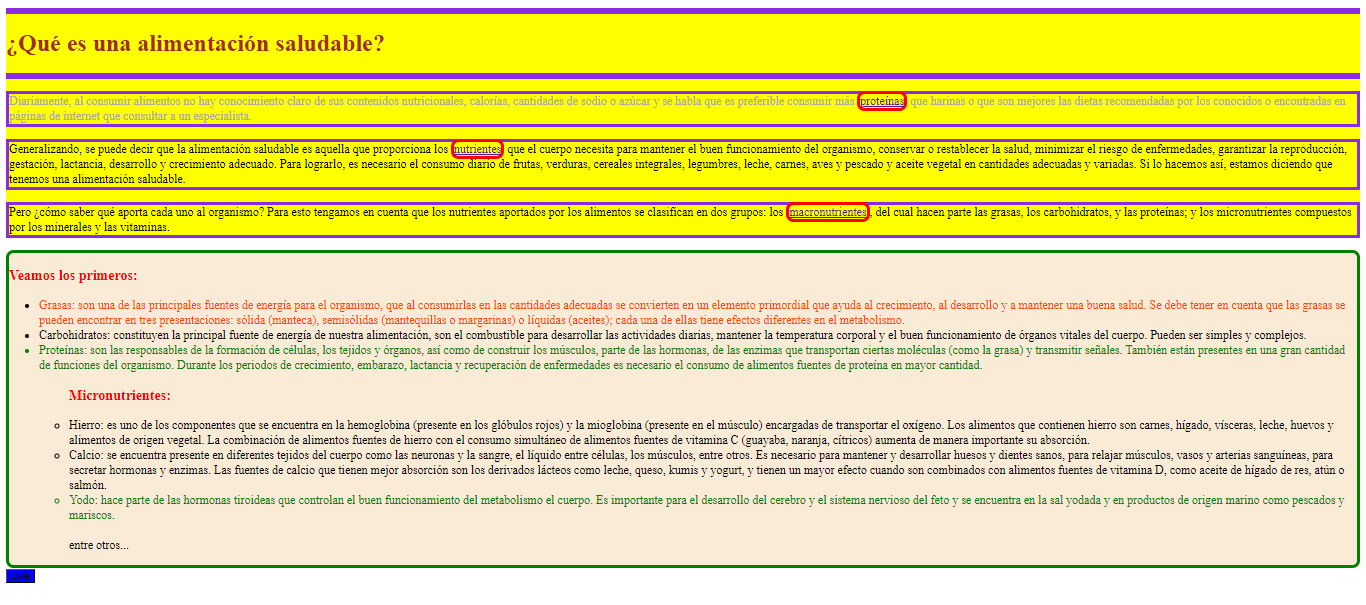 ¿Qué es una alimentación saludable?
Diariamente, al consumir alimentos no hay conocimiento claro de sus contenidos nutricionales, calorías, cantidades de sodio o azúcar y se habla que es preferible consumir más proteínas, que harinas o que son mejores las dietas recomendadas por los conocidos o encontradas en
páginas de internet que consultar a un especialista.
Generalizando, se puede decir que la alimentación saludable es aquella que proporciona los nutrientes que el cuerpo necesita para mantener el buen funcionamiento del organismo, conservar o restablecer la salud, minimizar el riesgo de enfermedades, garantizar la reproducción,
gestación, lactancia, desarrollo y crecimiento adecuado. Para lograrlo, es necesario el consumo diario de frutas, verduras, cereales integrales, legumbres, leche, carnes, aves y pescado y aceite vegetal en cantidades adecuadas y variadas. Si lo hacemos así, estamos diciendo que
tenemos una alimentación saludable.
Pero ¿cómo saber qué aporta cada uno al organismo? Para esto tengamos en cuenta que los nutrientes aportados por los alimentos se clasifican en dos grupos: los macronutrientes, del cual hacen parte las grasas, los carbohidratos, y las proteínas; y los micronutrientes compuestos
por los minerales y las vitaminas.
Veamos los primeros:
Grasas: son una de las principales fuentes de energía para el organismo, que al consumirlas en las cantidades adecuadas se convierten en un elemento primordial que ayuda al crecimiento, al desarrollo y a mantener una buena salud. Se debe tener en cuenta que las grasas se
pueden encontrar en tres presentaciones: sólida (manteca), semisólidas (mantequillas o margarinas) o líquidas (aceites); cada una de ellas tiene efectos diferentes en el metabolismo.
Carbohidratos: constituyen la principal fuente de energía de nuestra alimentación, son el combustible para desarrollar las actividades diarias, mantener la temperatura corporal y el buen funcionamiento de órganos vitales del cuerpo. Pueden ser simples y complejos.
Proteínas: son las responsables de la formación de células, los tejidos y órganos, así como de construir los músculos, parte de las hormonas, de las enzimas que transportan ciertas moléculas (como la grasa) y transmitir señales. También están presentes en una gran cantidad
de funciones del organismo. Durante los periodos de crecimiento, embarazo, lactancia y recuperación de enfermedades es necesario el consumo de alimentos fuentes de proteína en mayor cantidad.
Micronutrientes:
Hierro: es uno de los componentes que se encuentra en la hemoglobina (presente en los glóbulos rojos) y la mioglobina (presente en el músculo) encargadas de transportar el oxígeno. Los alimentos que contienen hierro son carnes, hígado, vísceras, leche, huevos y
alimentos de origen vegetal. La combinación de alimentos fuentes de hierro con el consumo simultáneo de alimentos fuentes de vitamina C (guayaba, naranja, cítricos) aumenta de manera importante su absorción.
Calcio: se encuentra presente en diferentes tejidos del cuerpo como las neuronas y la sangre, el líquido entre células, los músculos, entre otros. Es necesario para mantener y desarrollar huesos y dientes sanos, para relajar músculos, vasos y arterias sanguíneas, para
secretar hormonas y enzimas. Las fuentes de calcio que tienen mejor absorción son los derivados lácteos como leche, queso, kumis y yogurt, y tienen un mayor efecto cuando son combinados con alimentos fuentes de vitamina D, como aceite de hígado de res, atún o
salmón.
Yodo: hace parte de las hormonas tiroideas que controlan el buen funcionamiento del metabolismo el cuerpo. Es importante para el desarrollo del cerebro y el sistema nervioso del feto y se encuentra en la sal yodada y en productos de origen marino como pescados y
mariscos.
entre otros...
Like